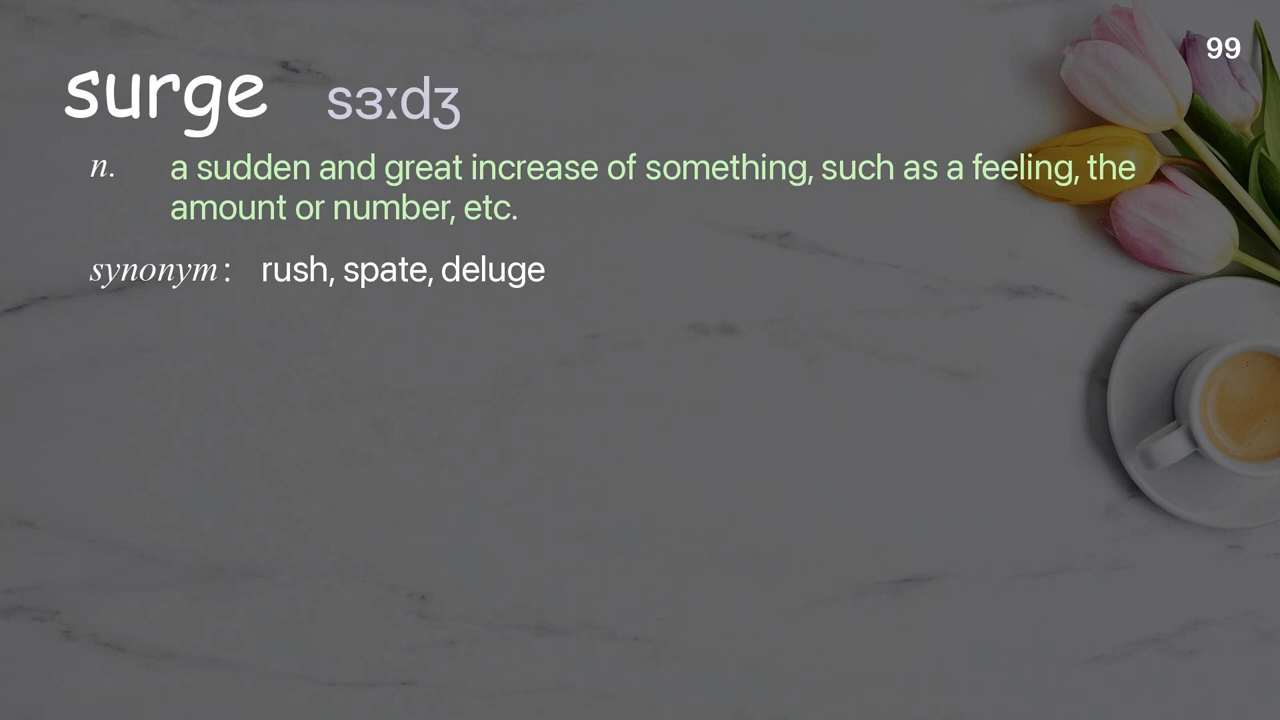 99
surge sɜːdʒ
n. a sudden and great increase of something, such as a feeling, the
amount or number, etc.
synonym: rush, spate, deluge